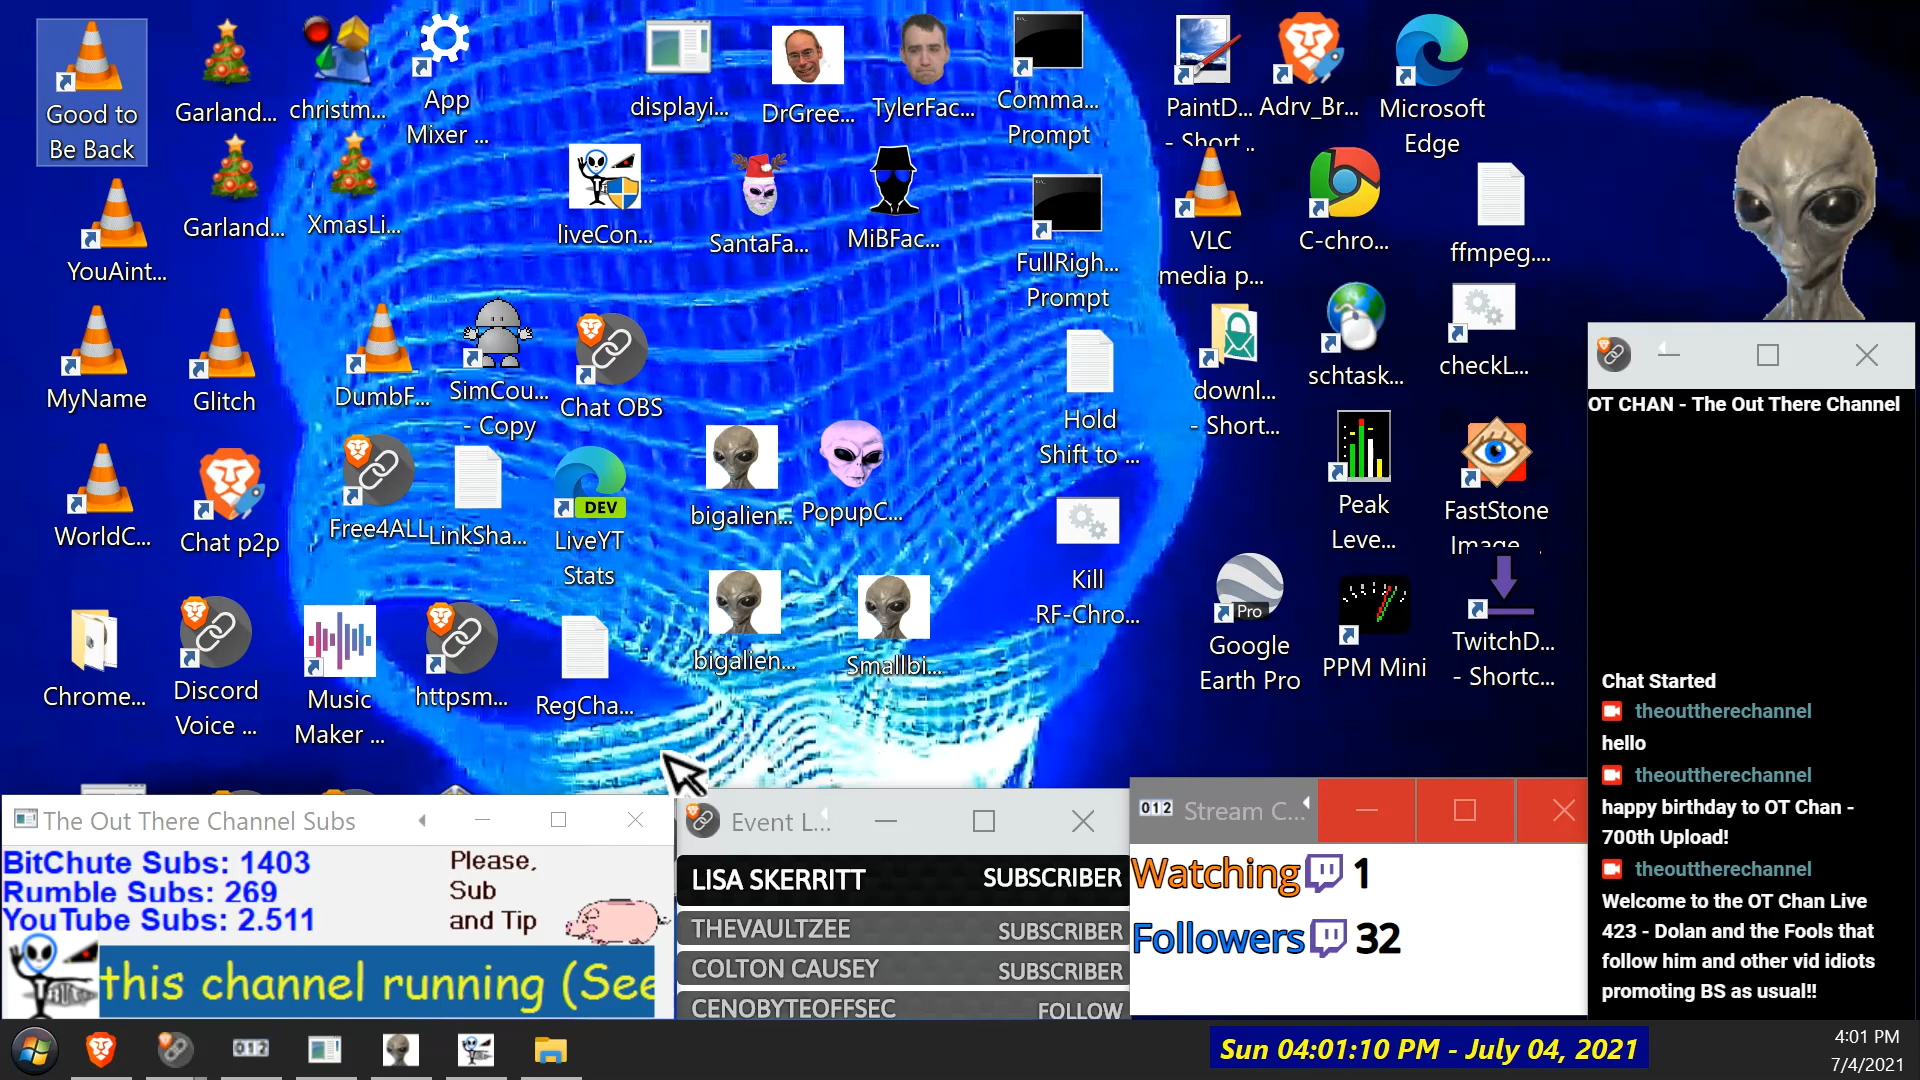 Good to
Be Back
Garland...
christm...
App
Mixer ...
displayi...
DrGree...
TylerFac...
Comma...
Prompt
PaintD...
- Short ..
Adrv_Br...
Microsoft
Edge
YouAint...
Garland...
XmasLi...
liveCon...
SantaFa...
MiBFac...
FullRigh...
Prompt
VLC
media p...
C-chro...
ffmpeg....
MyName
Glitch
DumbF...
SimCou...
- Copy
Chat OBS
Hold
Shift to ...
downl...
- Short...
schtask...
checkL...
WorldC...
Chat p2p
Free4ALL
LinkSha...
DEV
LiveYT
Stats
bigalien...
PopupC...
Kill
RF-Chro...
Peak
Leve...
FastStone
Image
Chrome...
Discord
Voice ...
Music
Maker ...
httpsm...
RegCha...
bigalien...
Smallbi...
Pro
Google
Earth Pro
PPM Mini
TwitchD...
- Shortc...
OT CHAN - The Out There Channel
Chat Started
theouttherechannel
hello
theouttherechannel
happy birthday to OT Chan -
700th Upload!
theouttherechannel
Welcome to the OT Chan Live
423 - Dolan and the Fools that
follow him and other vid idiots
promoting BS as usual!!
The Out There Channel Subs
BitChute Subs: 1403
Rumble Subs: 269
YouTube Subs: 2.511
Please,
Sub
and Tip
this channel running (See
Event L...
LISA SKERRITT SUBSCRIBER
THEVAULTZEE SUBSCRIBER
COLTON CAUSEY SUBSCRIBER
CENOBYTEOFFSEC FOLLOW
012 Stream C...
Watching 1
Followers 32
012
Sun 04:01:10 PM - July 04, 2021
4:01 PM
7/4/2021